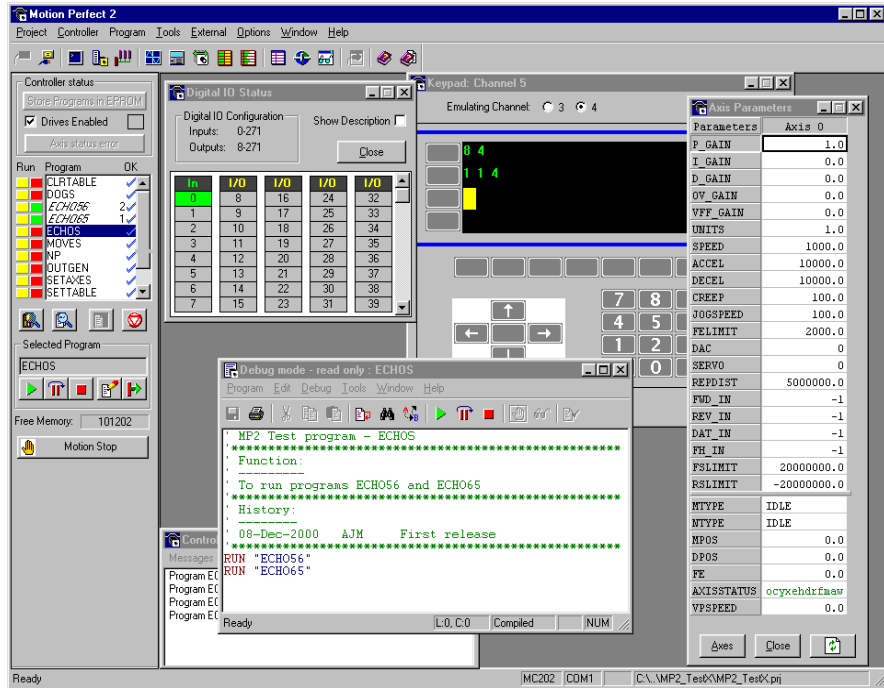 Motion Perfect 2
Project Controller Program Tools External Options Window Help
Controller status
Store Programs in EPROM
Drives Enabled
Axis status error
Run Program OK
CLRTABLE
DOGS
ECHO56 2
ECHO65 1
ECHOS
MOVES
NP
OUTGEN
SETAXES
SETTABLE
Selected Program
ECHOS
Free Memory: 101202
Motion Stop
Digital IO Status
Digital IO Configuration
Inputs: 0-271
Outputs: 8-271
Show Description
Close
In I/O I/O I/O I/O
0 8 16 24 32
1 9 17 25 33
2 10 18 26 34
3 11 19 27 35
4 12 20 28 36
5 13 21 29 37
6 14 22 30 38
7 15 23 31 39
Keypad: Channel 5
Emulating Channel: 3 4
8 4
1 1 4
7 8
4 5
1 2
0
Axis Parameters
Parameters Axis 0
P_GAIN 1.0
I_GAIN 0.0
D_GAIN 0.0
OV_GAIN 0.0
VFF_GAIN 0.0
UNITS 1.0
SPEED 1000.0
ACCEL 10000.0
DECEL 10000.0
CREEP 100.0
JOGSPEED 100.0
FELIMIT 2000.0
DAC 0
SERVO 0
REPDIST 5000000.0
FWD_IN -1
REV_IN -1
DAT_IN -1
FH_IN -1
FSLIMIT 20000000.0
RSLIMIT -20000000.0
MTYPE IDLE
NTYPE IDLE
MPOS 0.0
DPOS 0.0
FE 0.0
AXISSTATUS ocyxehdrfmaw
VPSPEED 0.0
Axes Close
Debug mode - read only : ECHOS
Program Edit Debug Tools Window Help
' MP2 Test program - ECHOS
'*****************************************************
' Function:
' ---------
' To run programs ECHO56 and ECHO65
'*****************************************************
' History:
' --------
' 08-Dec-2000 AJM First release
'*****************************************************
RUN "ECHO56"
RUN "ECHO65"
Ready L:0, C:0 Compiled NUM
Contro
Messages
Program EC
Program EC
Program EC
Program EC
Ready MC202 COM1 C:\..\MP2_TestX\MP2_TestX.prj